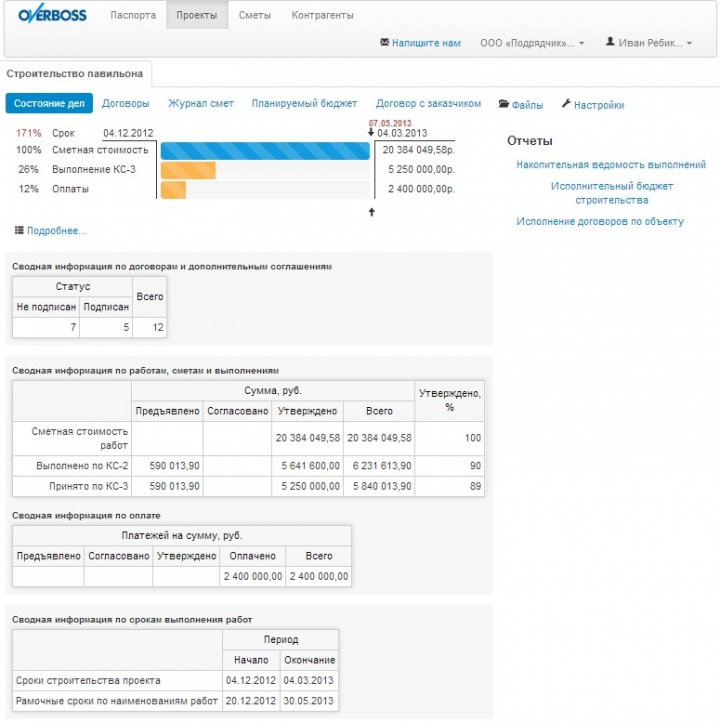 OVERBOSS
Паспорта Проекты Сметы Контрагенты
Напишите нам ООО «Подрядчик»... Иван Ребик...
Строительство павильона
Состояние дел Договоры Журнал смет Планируемый бюджет Договор с заказчиком Файлы Настройки
07.05.2013
171% Срок 04.12.2012 04.03.2013
100% Сметная стоимость 20 384 049,58р.
26% Выполнение КС-3 5 250 000,00р.
12% Оплаты 2 400 000,00р.
Подробнее...
Отчеты
Накопительная ведомость выполнений
Исполнительный бюджет
строительства
Исполнение договоров по объекту
Сводная информация по договорам и дополнительным соглашениям
Статус Всего
Не подписан Подписан
7 5 12
Сводная информация по работам, сметам и выполнениям
Сумма, руб. Утверждено, %
Предъявлено Согласовано Утверждено Всего
Сметная стоимость работ 20 384 049,58 20 384 049,58 100
Выполнено по КС-2 590 013,90 5 641 600,00 6 231 613,90 90
Принято по КС-3 590 013,90 5 250 000,00 5 840 013,90 89
Сводная информация по оплате
Платежей на сумму, руб.
Предъявлено Согласовано Утверждено Оплачено Всего
2 400 000,00 2 400 000,00
Сводная информация по срокам выполнения работ
Период
Начало Окончание
Сроки строительства проекта 04.12.2012 04.03.2013
Рамочные сроки по наименованиям работ 20.12.2012 30.05.2013